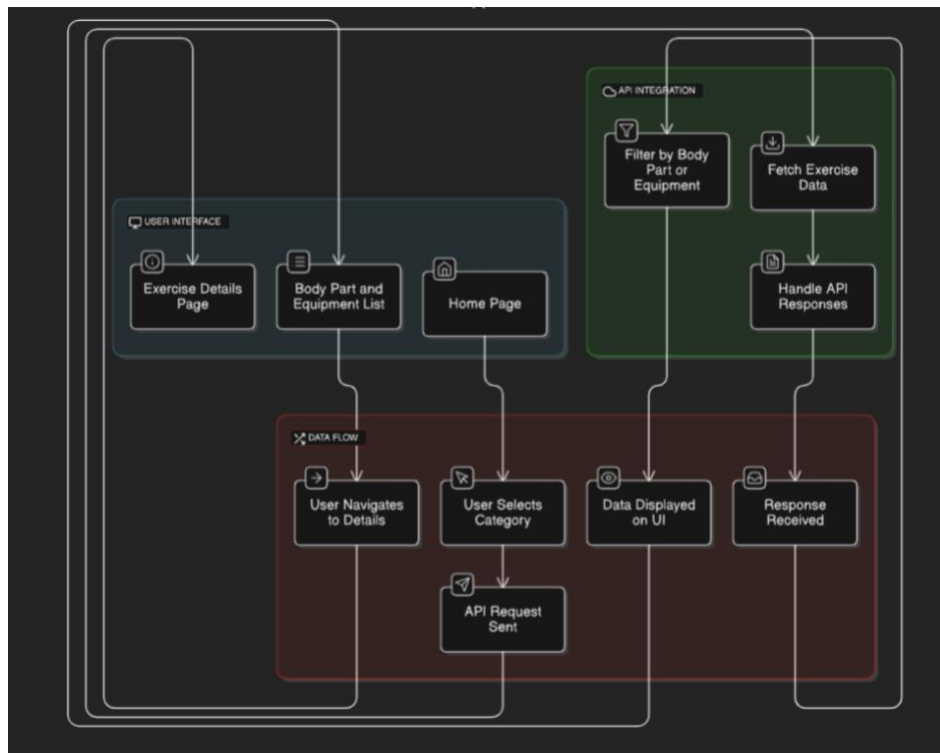 API INTEGRATION
Filter by Body
Part or
Equipment
Fetch Exercise
Data
USER INTERFACE
Exercise Details
Page
Body Part and
Equipment List
Home Page
Handle API
Responses
DATA FLOW
User Navigates
to Details
User Selects
Category
Data Displayed
on UI
Response
Received
API Request
Sent